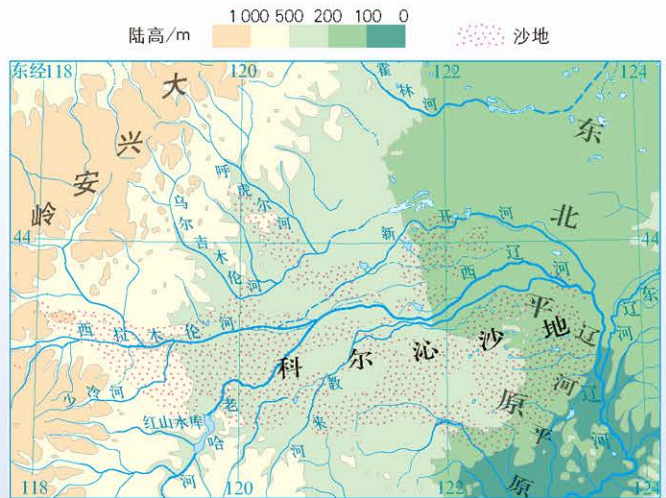 陆高/m
1 000 500 200 100 0
沙地
东经118
120
122
124
大兴安岭
霍林河
东北平原
呼虎尔河
乌尔吉木伦河
新开河
44
44
西辽河
东辽河
西拉木伦河
科尔沁沙地
辽河平原
少冷河
红山水库
老哈河
教来河
辽河
118
120
122
124